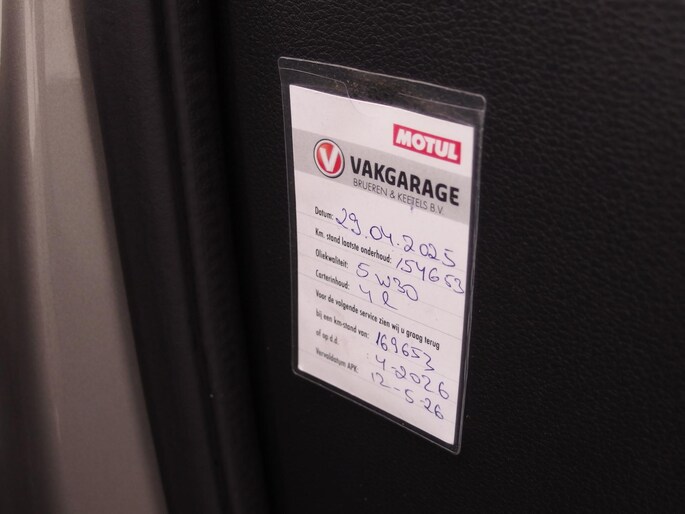 MOTUL
V VAKGARAGE
BRUEREN & KEETELS B.V.
Datum: 29.04.2025
Km. stand laatste onderhoud: 154653
Oliekwaliteit: 5W30
Carterinhoud: 4 l
Voor de volgende service zien wij u graag terug
bij een km-stand van: 169653
of op d.d. 4-2026
Vervaldatum APK: 12-5-26